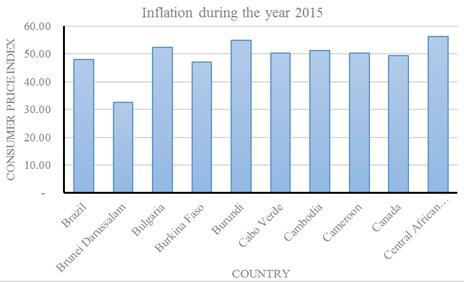 Inflation during the year 2015
CONSUMER PRICE INDEX
60.00
50.00
40.00
30.00
20.00
10.00
-
Brazil
Brunei Darussalam
Bulgaria
Burkina Faso
Burundi
Cabo Verde
Cambodia
Cameroon
Canada
Central African...
COUNTRY